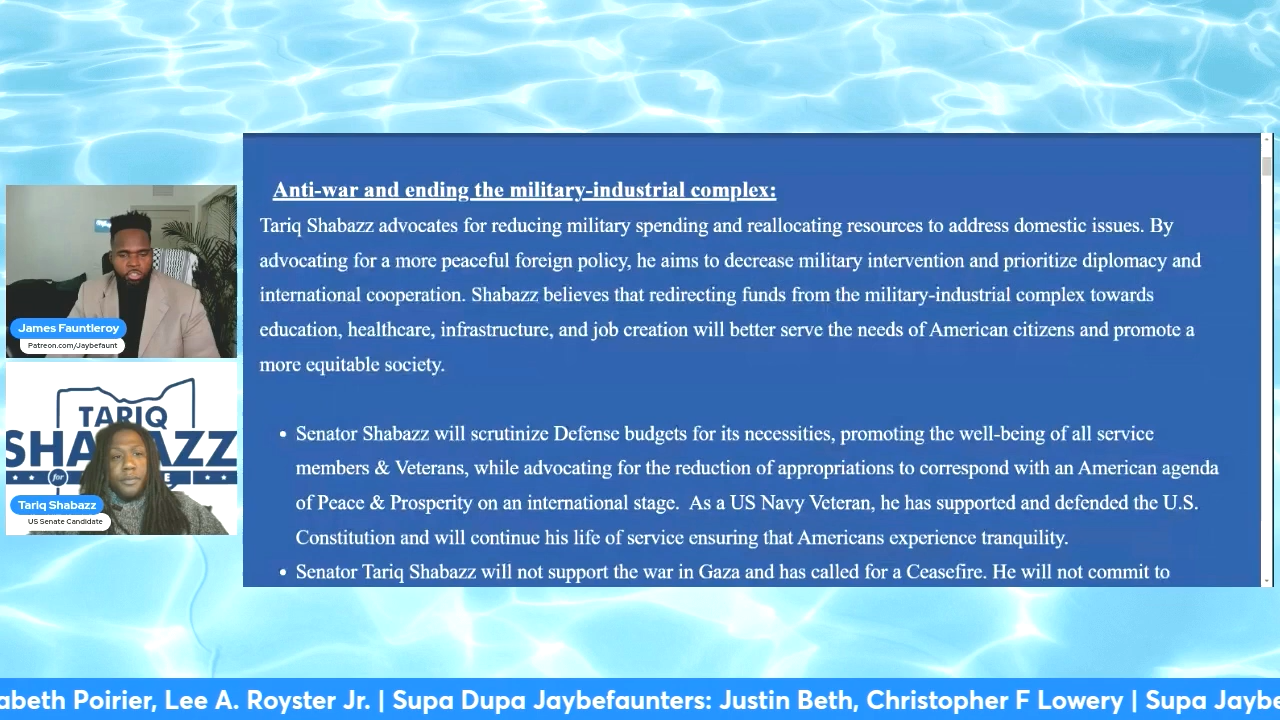 Anti-war and ending the military-industrial complex:
Tariq Shabazz advocates for reducing military spending and reallocating resources to address domestic issues. By
advocating for a more peaceful foreign policy, he aims to decrease military intervention and prioritize diplomacy and
international cooperation. Shabazz believes that redirecting funds from the military-industrial complex towards
education, healthcare, infrastructure, and job creation will better serve the needs of American citizens and promote a
more equitable society.
• Senator Shabazz will scrutinize Defense budgets for its necessities, promoting the well-being of all service
members & Veterans, while advocating for the reduction of appropriations to correspond with an American agenda
of Peace & Prosperity on an international stage. As a US Navy Veteran, he has supported and defended the U.S.
Constitution and will continue his life of service ensuring that Americans experience tranquility.
• Senator Tariq Shabazz will not support the war in Gaza and has called for a Ceasefire. He will not commit to
James Fauntleroy
Patreon.com/Jaybefaunt
TARIQ
SHABAZZ
for
Tariq Shabazz
US Senate Candidate
abeth Poirier, Lee A. Royster Jr. | Supa Dupa Jaybefaunters: Justin Beth, Christopher F Lowery | Supa Jaybe